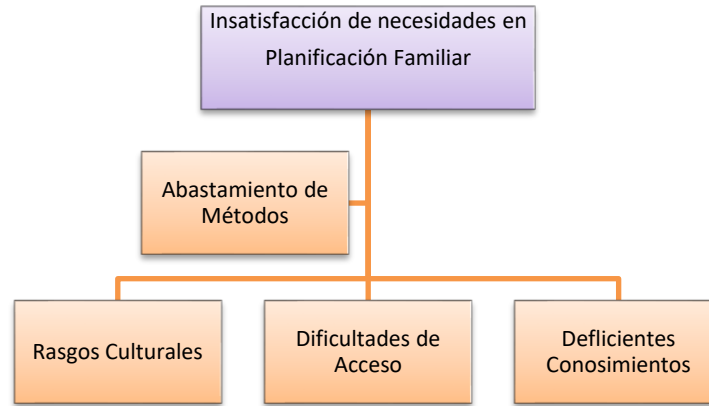 Insatisfacción de necesidades en
Planificación Familiar
Abastamiento de
Métodos
Rasgos Culturales
Dificultades de
Acceso
Deflicientes
Conosimientos